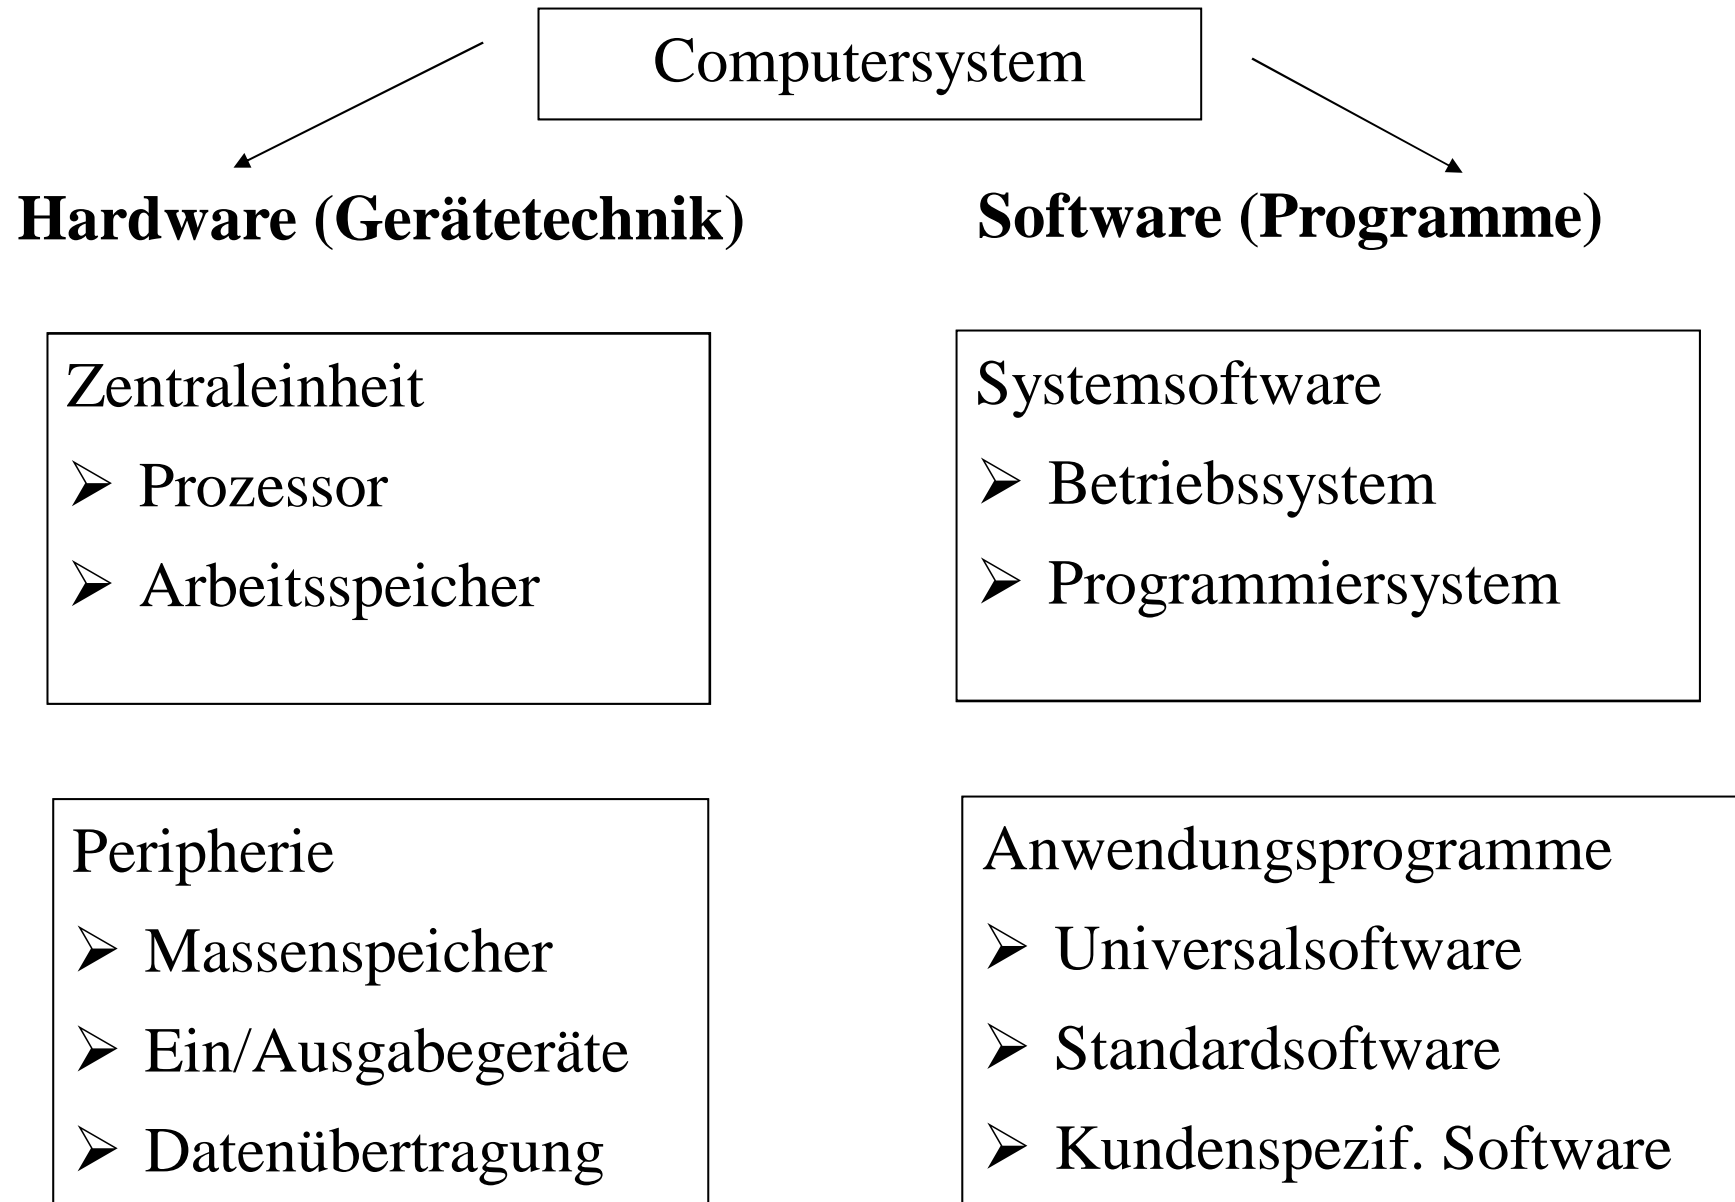 Computersystem
Hardware (Gerätetechnik)
Software (Programme)
Zentraleinheit
➢ Prozessor
➢ Arbeitsspeicher
Systemsoftware
➢ Betriebssystem
➢ Programmiersystem
Peripherie
➢ Massenspeicher
➢ Ein/Ausgabegeräte
➢ Datenübertragung
Anwendungsprogramme
➢ Universalsoftware
➢ Standardsoftware
➢ Kundenspezif. Software